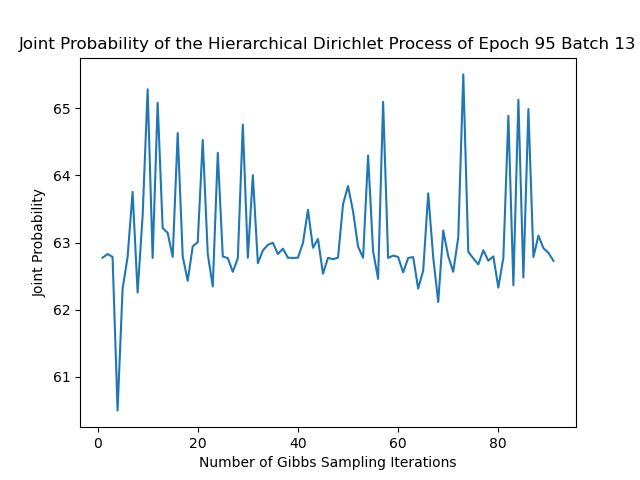 Joint Probability of the Hierarchical Dirichlet Process of Epoch 95 Batch 13
65
64
63
62
61
Joint Probability
0 20 40 60 80
Number of Gibbs Sampling Iterations